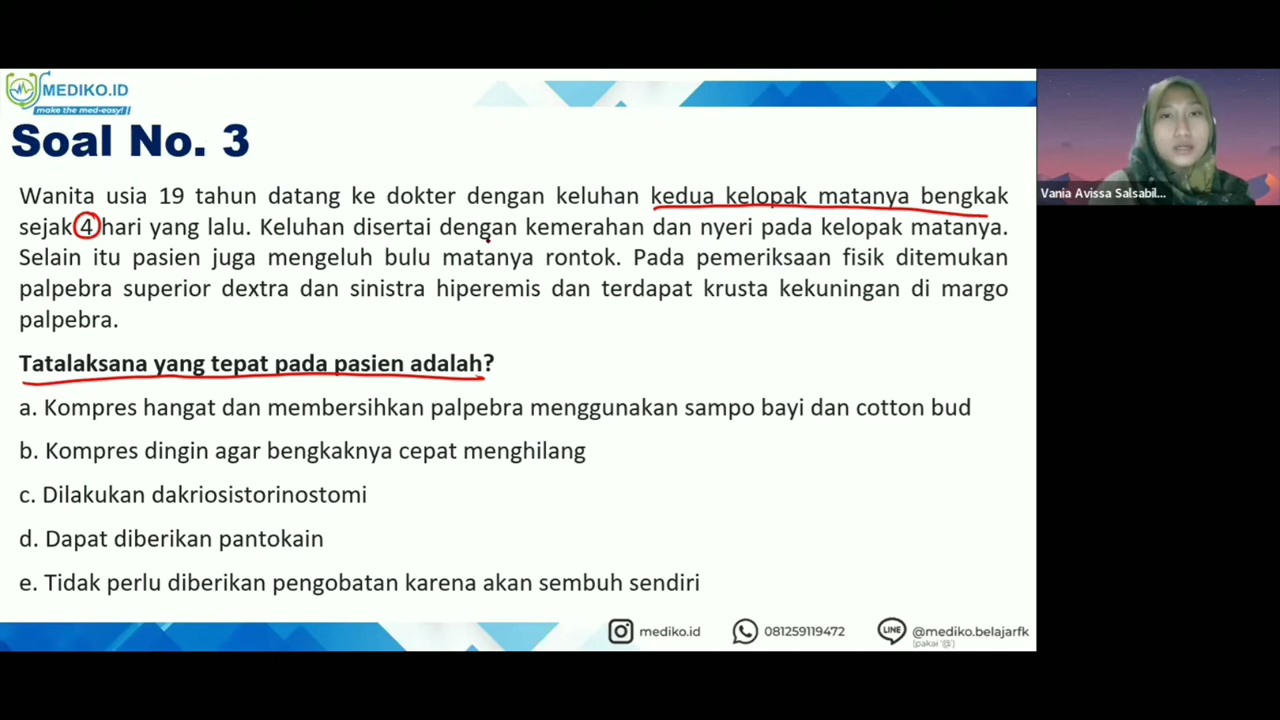 MEDIKO.ID
make the med-easy!
Soal No. 3
Wanita usia 19 tahun datang ke dokter dengan keluhan kedua kelopak matanya bengkak
sejak 4 hari yang lalu. Keluhan disertai dengan kemerahan dan nyeri pada kelopak matanya.
Selain itu pasien juga mengeluh bulu matanya rontok. Pada pemeriksaan fisik ditemukan
palpebra superior dextra dan sinistra hiperemis dan terdapat krusta kekuningan di margo
palpebra.
Tatalaksana yang tepat pada pasien adalah?
a. Kompres hangat dan membersihkan palpebra menggunakan sampo bayi dan cotton bud
b. Kompres dingin agar bengkaknya cepat menghilang
c. Dilakukan dakriosistorinostomi
d. Dapat diberikan pantokain
e. Tidak perlu diberikan pengobatan karena akan sembuh sendiri
mediko.id
081259119472
LINE
@mediko.belajarfk
(pakai '@')
Vania Avissa Salsabil...